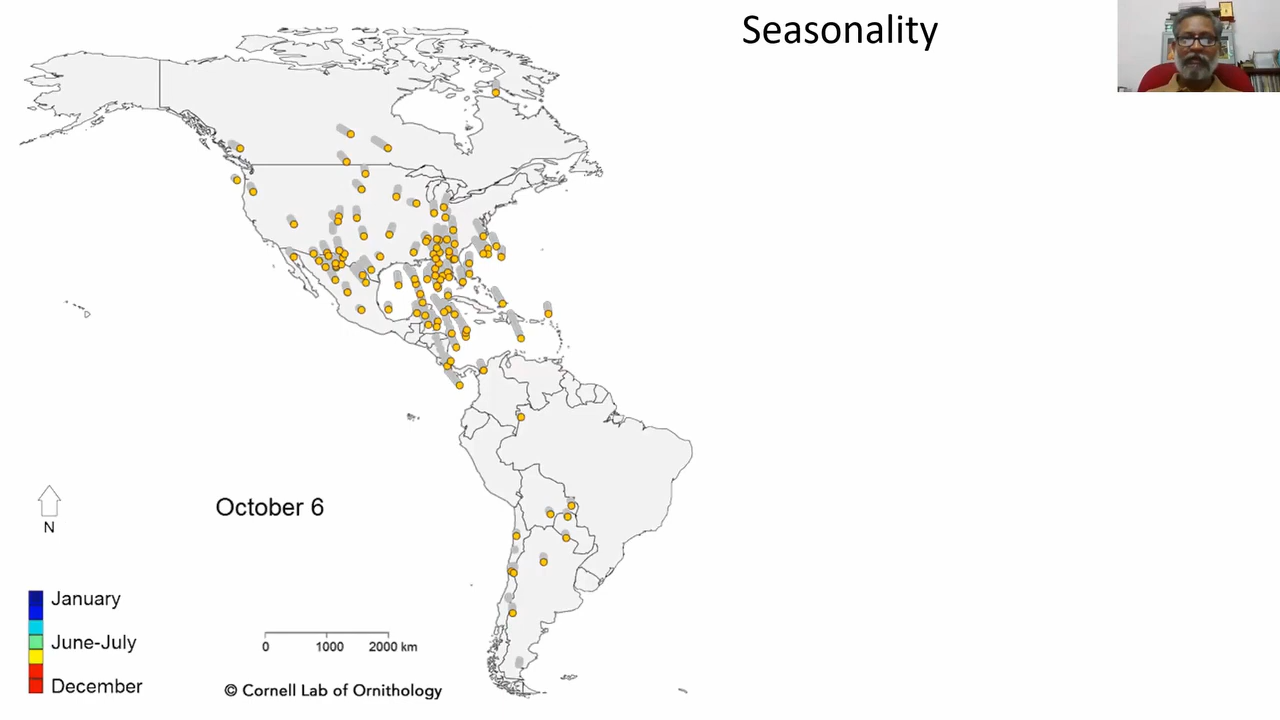 Seasonality
October 6
N
January
June-July
December
0 1000 2000 km
© Cornell Lab of Ornithology